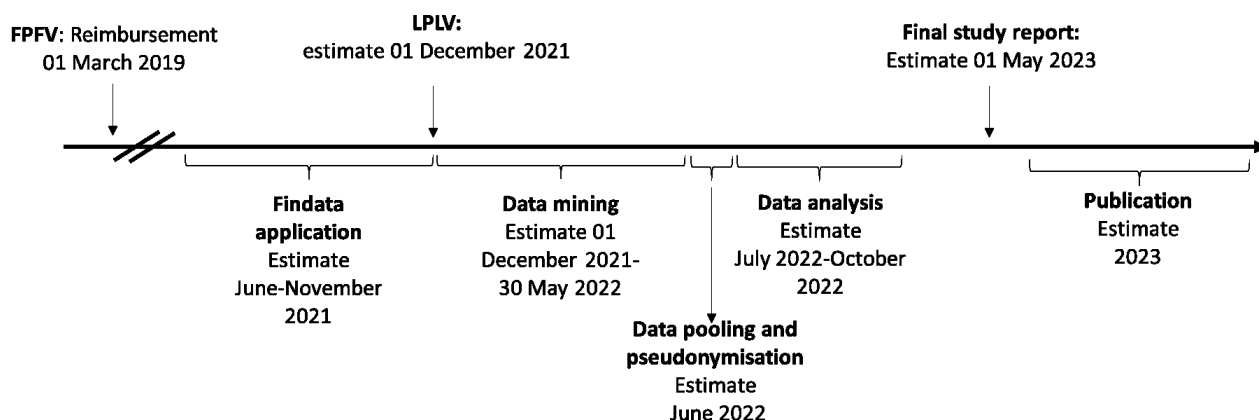 FPFV: Reimbursement
01 March 2019
LPLV:
estimate 01 December 2021
Final study report:
Estimate 01 May 2023
Findata
application
Estimate
June-November
2021
Data mining
Estimate 01
December 2021-
30 May 2022
Data pooling and
pseudonymisation
Estimate
June 2022
Data analysis
Estimate
July 2022-October
2022
Publication
Estimate
2023